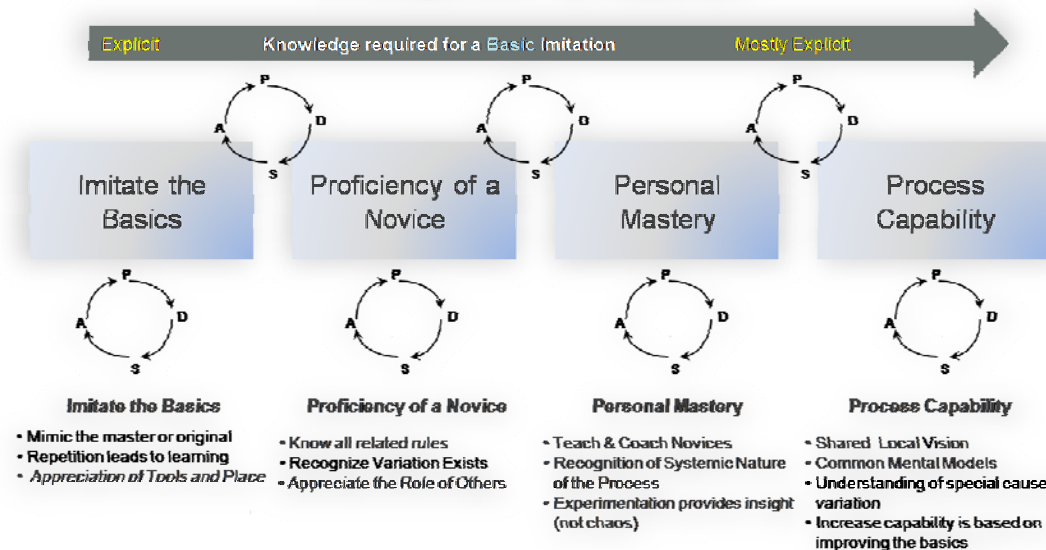 Explicit Knowledge required for a Basic Imitation Mostly Explicit
P
A D
S
P
A D
S
P
A D
S
Imitate the
Basics
Proficiency of a
Novice
Personal
Mastery
Process
Capability
P
A D
S
P
A D
S
P
A D
S
P
A D
S
Imitate the Basics
• Mimic the master or original
• Repetition leads to learning
• Appreciation of Tools and Place
Proficiency of a Novice
• Know all related rules
• Recognize Variation Exists
• Appreciate the Role of Others
Personal Mastery
• Teach & Coach Novices
• Recognition of Systemic Nature
of the Process
• Experimentation provides insight
(not chaos)
Process Capability
• Shared Local Vision
• Common Mental Models
• Understanding of special cause
variation
• Increase capability is based on
improving the basics